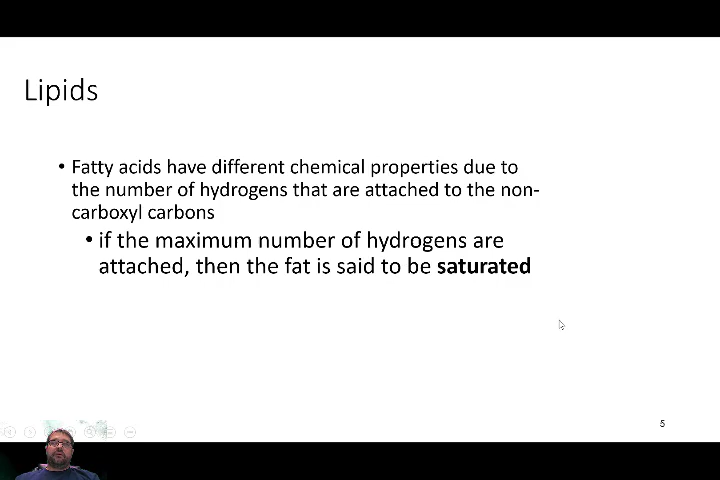 Lipids
• Fatty acids have different chemical properties due to
the number of hydrogens that are attached to the non-
carboxyl carbons
• if the maximum number of hydrogens are
attached, then the fat is said to be saturated
5